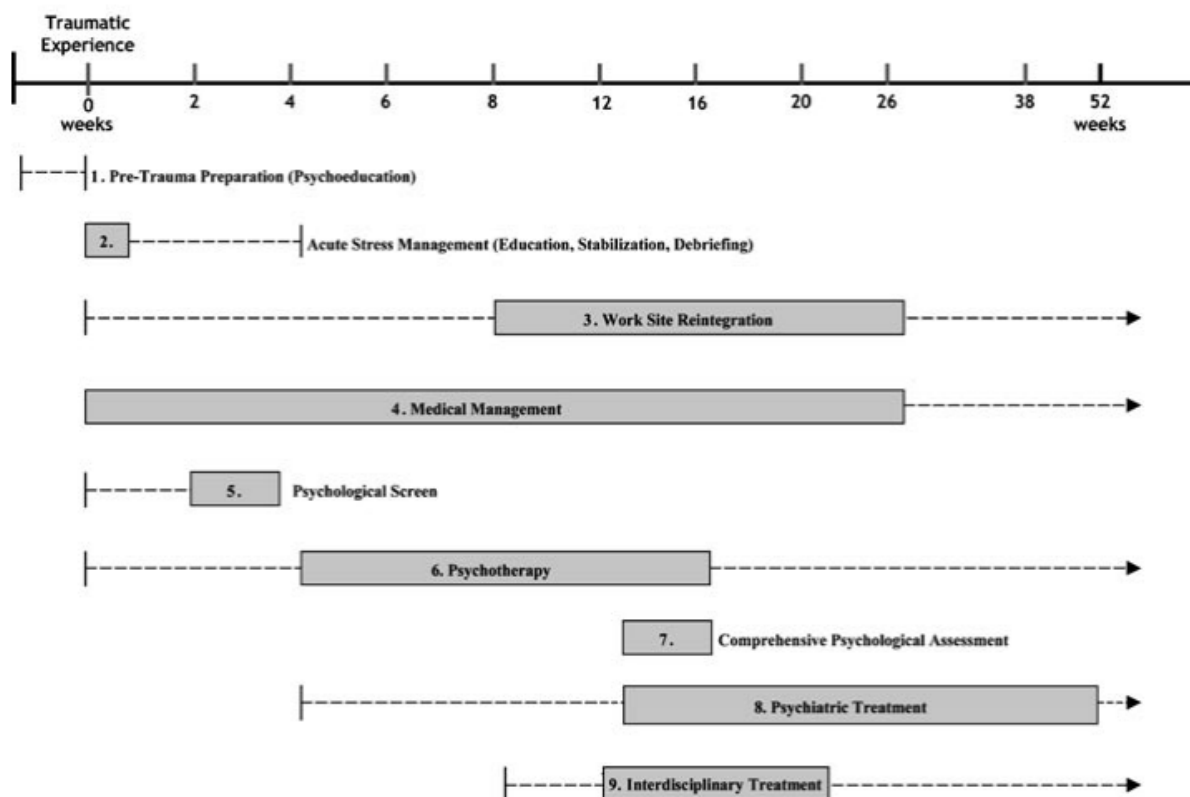 Traumatic
Experience
0 2 4 6 8 12 16 20 26 38 52
weeks weeks
1. Pre-Trauma Preparation (Psychoeducation)
2. Acute Stress Management (Education, Stabilization, Debriefing)
3. Work Site Reintegration
4. Medical Management
5. Psychological Screen
6. Psychotherapy
7. Comprehensive Psychological Assessment
8. Psychiatric Treatment
9. Interdisciplinary Treatment